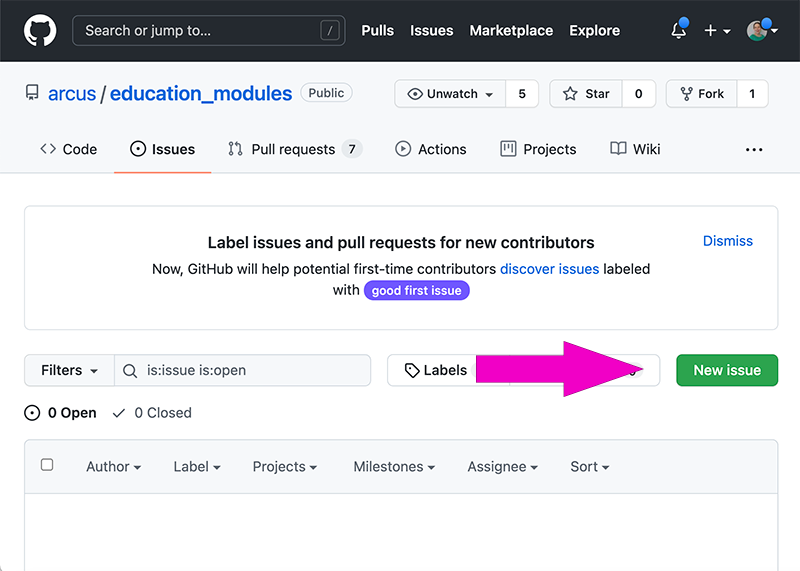 Search or jump to... /
Pulls Issues Marketplace Explore
arcus / education_modules Public
Unwatch 5 Star 0 Fork 1
Code Issues Pull requests 7 Actions Projects Wiki ...
Label issues and pull requests for new contributors
Dismiss
Now, GitHub will help potential first-time contributors discover issues labeled
with good first issue
Filters is:issue is:open Labels New issue
0 Open 0 Closed
Author Label Projects Milestones Assignee Sort